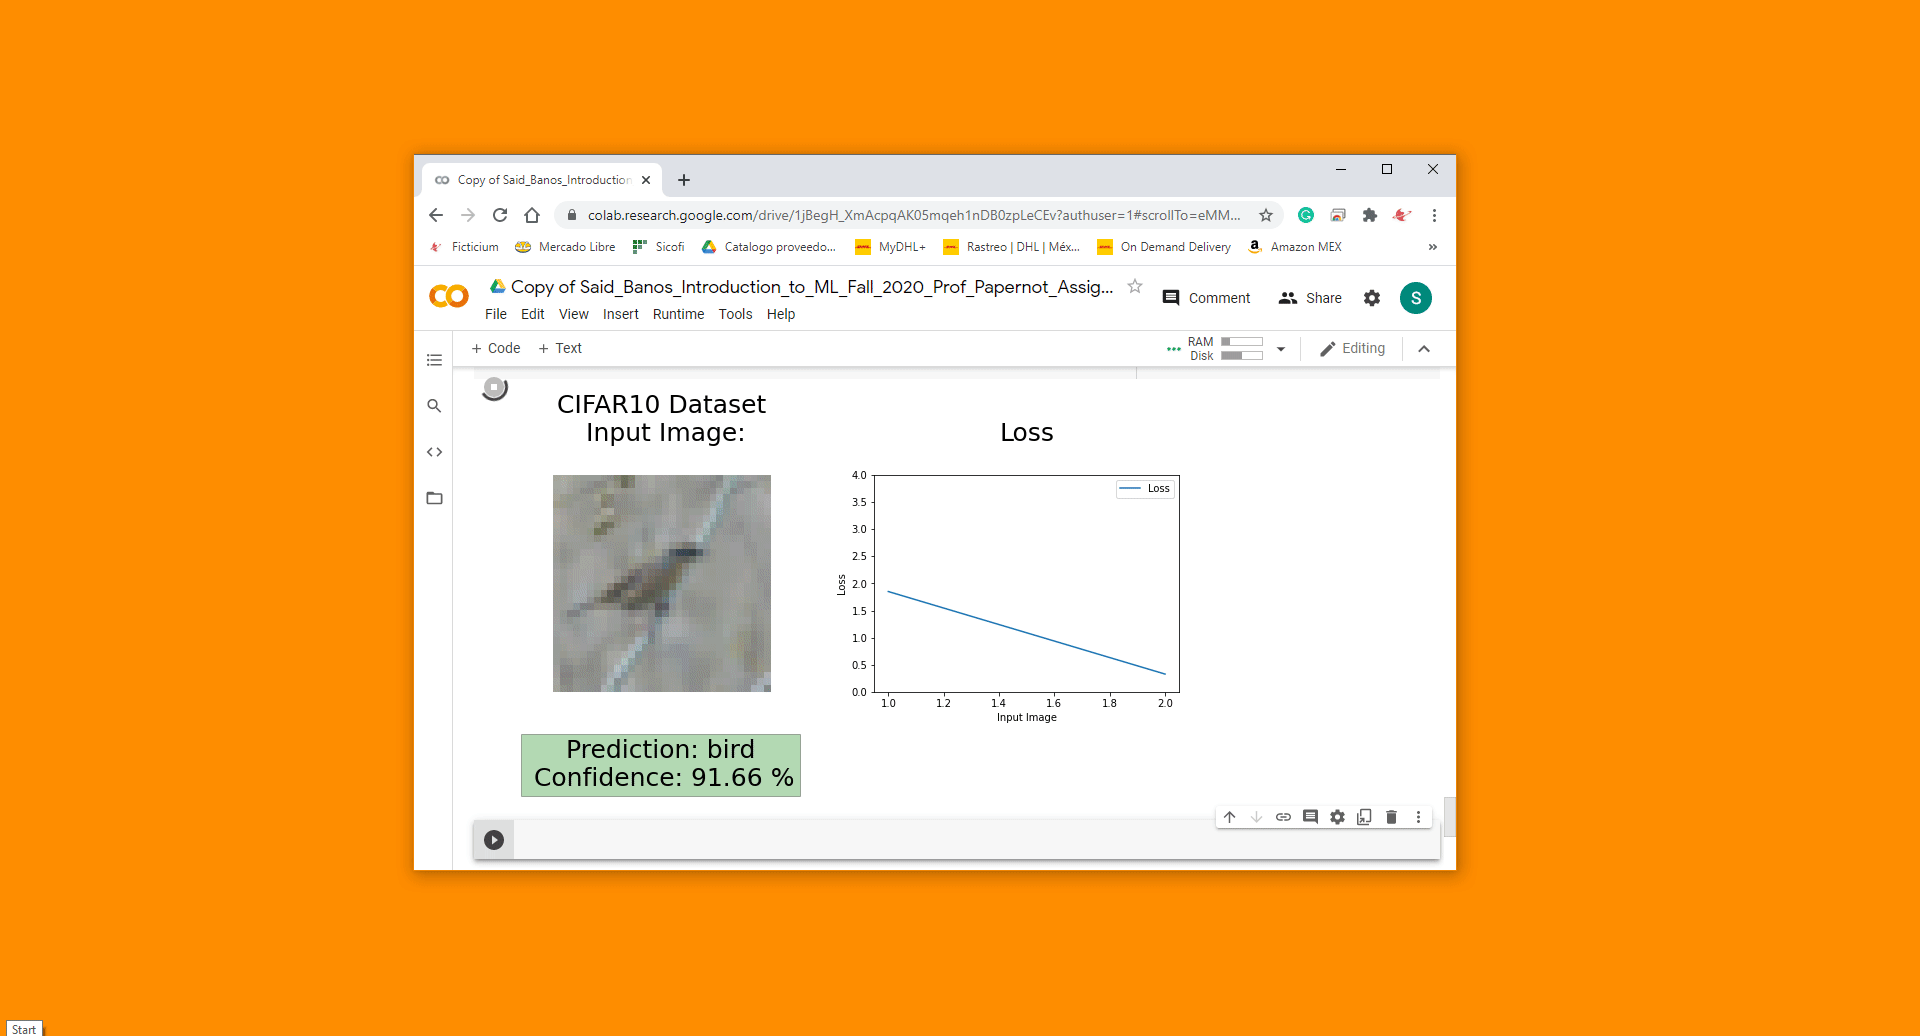 Copy of Said_Banos_Introduction
colab.research.google.com/drive/1jBegH_XmAcpqAK05mqeh1nDB0zpLeCEv?authuser=1#scrollTo=eMM...
Ficticium
Mercado Libre
Sicofi
Catalogo proveedo...
MyDHL+
Rastreo | DHL | Méx...
On Demand Delivery
Amazon MEX
»
Copy of Said_Banos_Introduction_to_ML_Fall_2020_Prof_Papernot_Assig...
Comment
Share
S
File Edit View Insert Runtime Tools Help
+ Code + Text
RAM
Disk
Editing
CIFAR10 Dataset
Input Image:
Loss
4.0
3.5
3.0
2.5
2.0
1.5
1.0
0.5
0.0
Loss
Loss
1.0 1.2 1.4 1.6 1.8 2.0
Input Image
Prediction: bird
Confidence: 91.66 %
Start